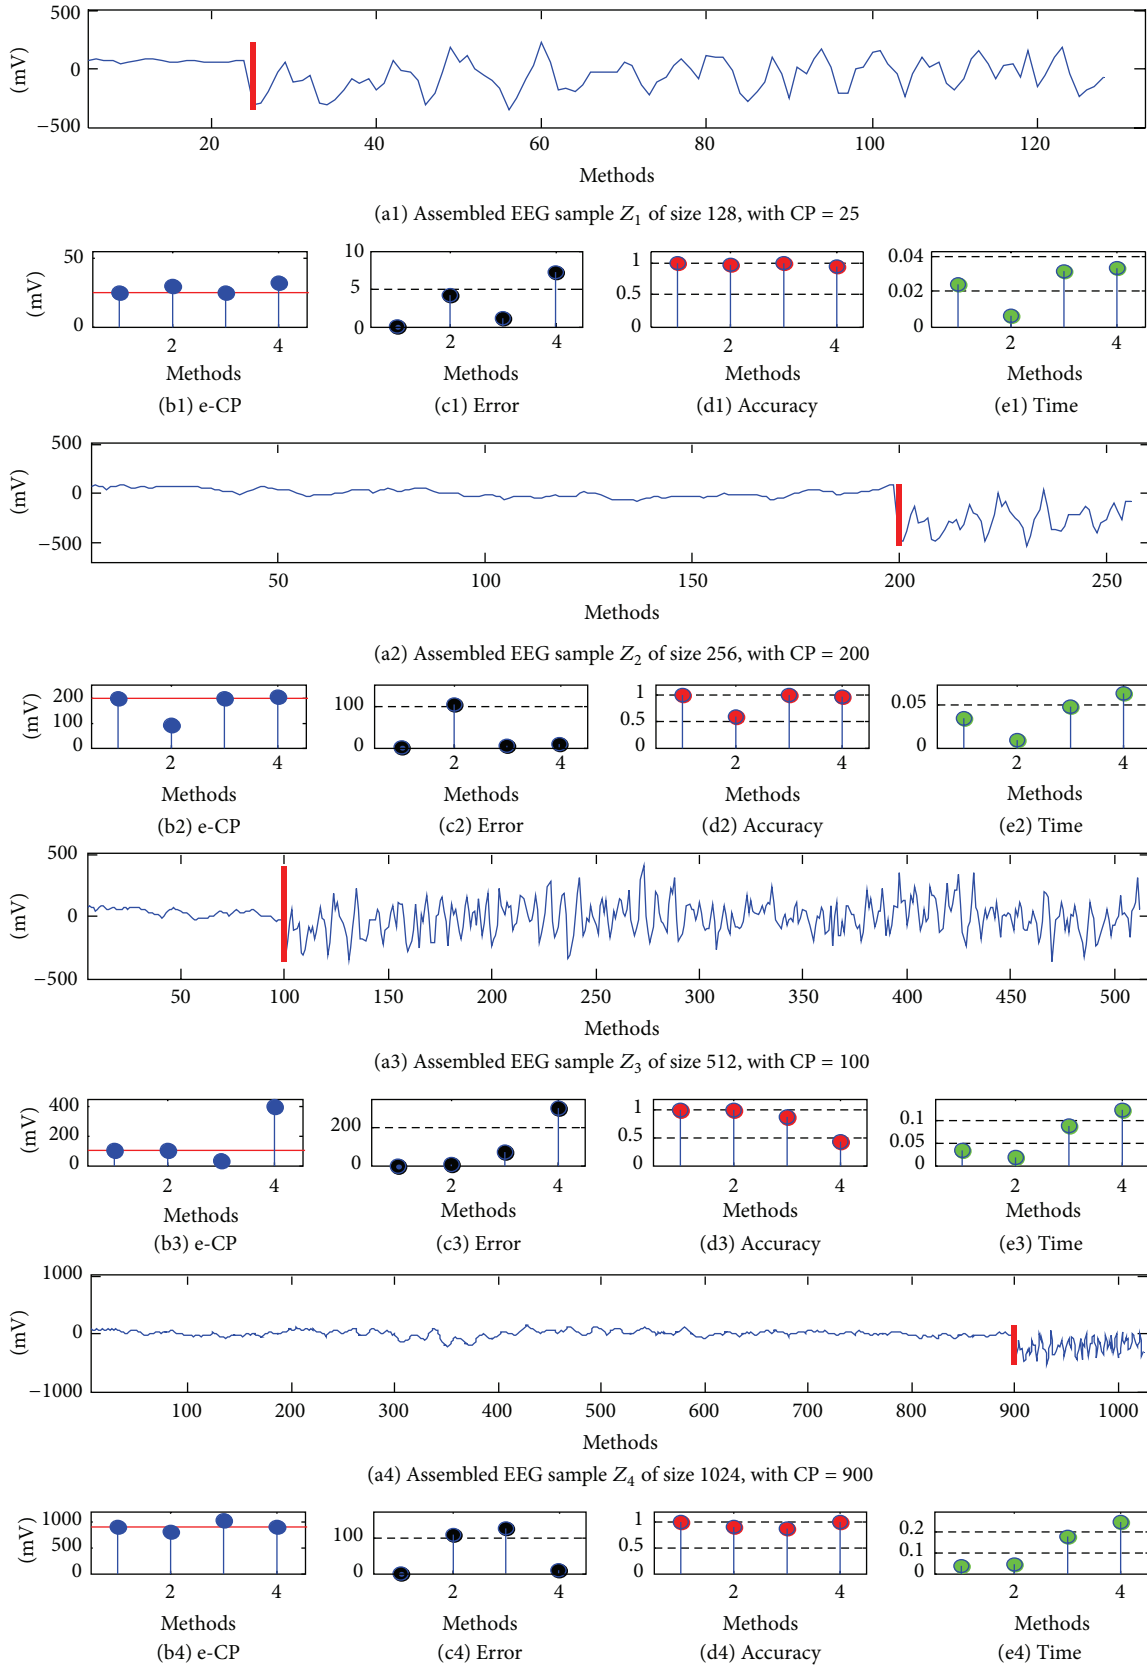 500
0
−500
(mV)
20 40 60 80 100 120
Methods
(a1) Assembled EEG sample Z1 of size 128, with CP = 25
50
0
(mV)
2 4
Methods
(b1) e-CP
10
5
0
2 4
Methods
(c1) Error
1
0.5
0
2 4
Methods
(d1) Accuracy
0.04
0.02
0
2 4
Methods
(e1) Time
500
0
−500
(mV)
50 100 150 200 250
Methods
(a2) Assembled EEG sample Z2 of size 256, with CP = 200
200
100
0
(mV)
2 4
Methods
(b2) e-CP
100
0
2 4
Methods
(c2) Error
1
0.5
0
2 4
Methods
(d2) Accuracy
0.05
0
2 4
Methods
(e2) Time
500
0
−500
(mV)
50 100 150 200 250 300 350 400 450 500
Methods
(a3) Assembled EEG sample Z3 of size 512, with CP = 100
400
200
0
(mV)
2 4
Methods
(b3) e-CP
200
0
2 4
Methods
(c3) Error
1
0.5
0
2 4
Methods
(d3) Accuracy
0.1
0.05
0
2 4
Methods
(e3) Time
1000
0
−1000
(mV)
100 200 300 400 500 600 700 800 900 1000
Methods
(a4) Assembled EEG sample Z4 of size 1024, with CP = 900
1000
500
0
(mV)
2 4
Methods
(b4) e-CP
100
0
2 4
Methods
(c4) Error
1
0.5
0
2 4
Methods
(d4) Accuracy
0.2
0.1
0
2 4
Methods
(e4) Time